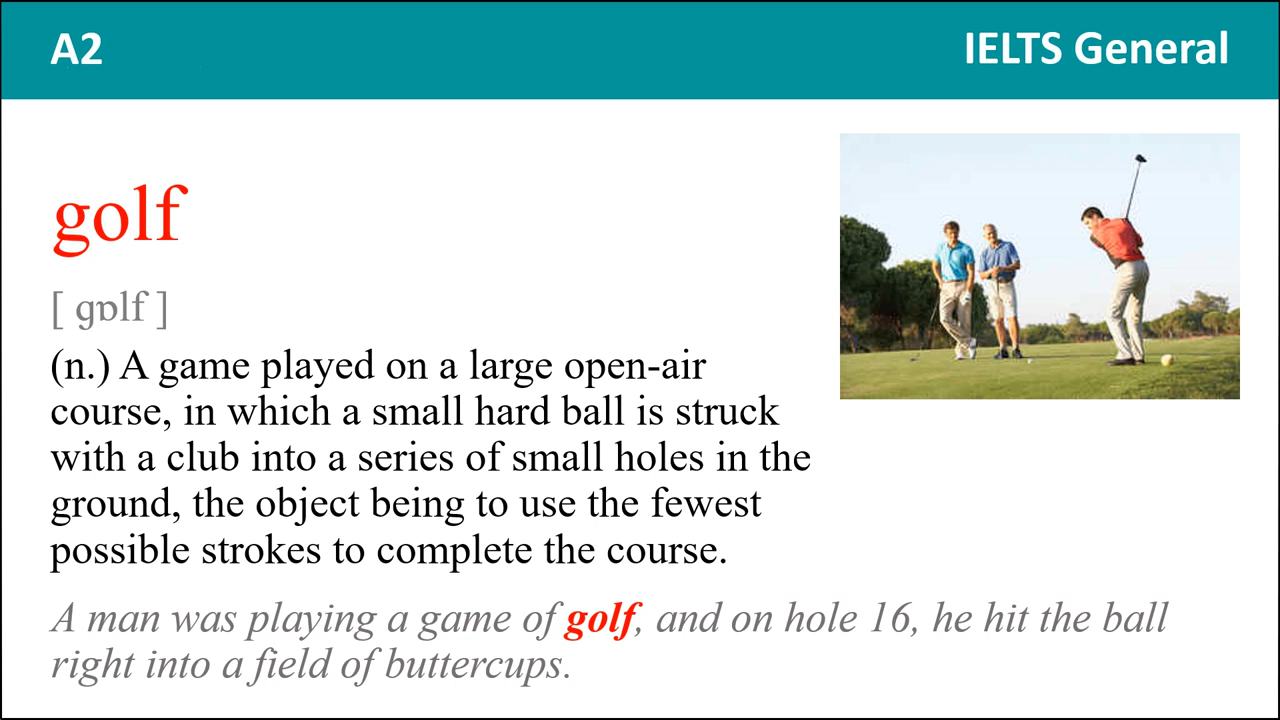 A2
IELTS General
golf
[ ɡɒlf ]
(n.) A game played on a large open-air
course, in which a small hard ball is struck
with a club into a series of small holes in the
ground, the object being to use the fewest
possible strokes to complete the course.
A man was playing a game of golf, and on hole 16, he hit the ball
right into a field of buttercups.